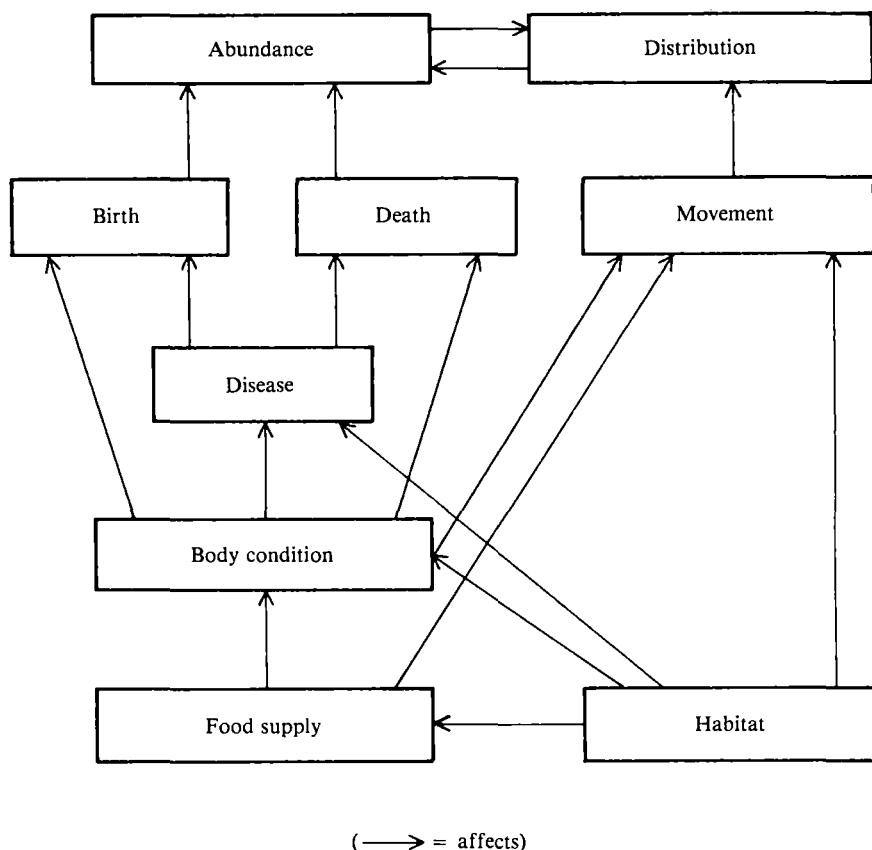 Abundance
Distribution
Birth
Death
Movement
Disease
Body condition
Food supply
Habitat
(⟶ = affects)